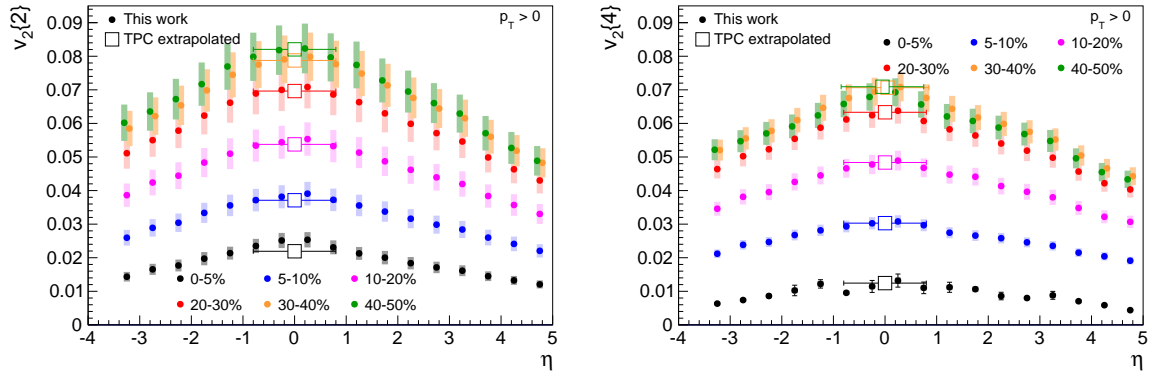 v₂{2}
This work
TPC extrapolated
p_T > 0
0.09
0.08
0.07
0.06
0.05
0.04
0.03
0.02
0.01
0
0-5% 5-10% 10-20%
20-30% 30-40% 40-50%
-4 -3 -2 -1 0 1 2 3 4 5
η
v₂{4}
This work
TPC extrapolated
p_T > 0
0-5% 5-10% 10-20%
20-30% 30-40% 40-50%
0.09
0.08
0.07
0.06
0.05
0.04
0.03
0.02
0.01
0
-4 -3 -2 -1 0 1 2 3 4 5
η